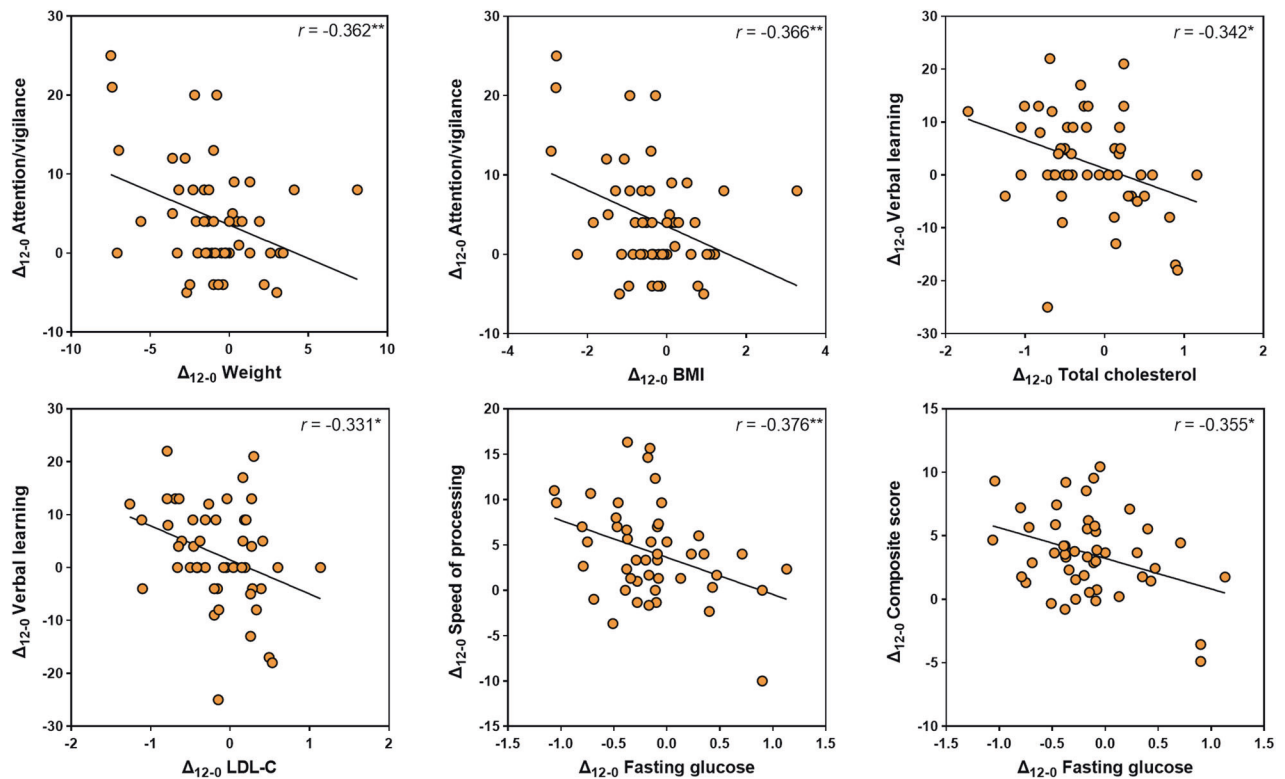 r = -0.362**
30
20
10
0
-10
-10 -5 0 5 10
Δ12-0 Attention/vigilance
Δ12-0 Weight
r = -0.366**
30
20
10
0
-10
-4 -2 0 2 4
Δ12-0 Attention/vigilance
Δ12-0 BMI
r = -0.342*
30
20
10
0
-10
-20
-30
-2 -1 0 1 2
Δ12-0 Verbal learning
Δ12-0 Total cholesterol
r = -0.331*
30
20
10
0
-10
-20
-30
-2 -1 0 1 2
Δ12-0 Verbal learning
Δ12-0 LDL-C
r = -0.376**
20
15
10
5
0
-5
-10
-15
-1.5 -1.0 -0.5 0.0 0.5 1.0 1.5
Δ12-0 Speed of processing
Δ12-0 Fasting glucose
r = -0.355*
15
10
5
0
5
-10
-1.5 -1.0 -0.5 0.0 0.5 1.0 1.5
Δ12-0 Composite score
Δ12-0 Fasting glucose